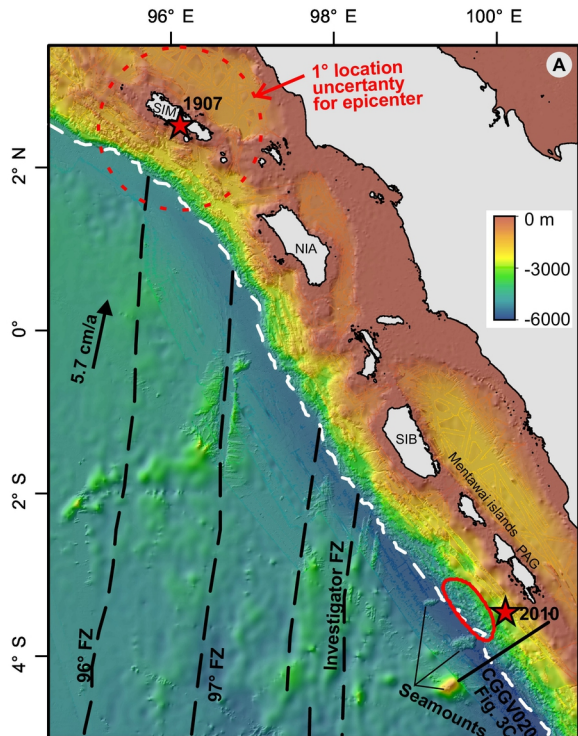 96° E
98° E
100° E
A
1° location
uncertanty
for epicenter
SIM
1907
2° N
NIA
0 m
-3000
-6000
0°
5.7 cm/a
SIB
Mentawai islands
PAG
2° S
2010
Investigator FZ
4° S
96° FZ
97° FZ
Seamounts
CGGV020
Fig. 3C